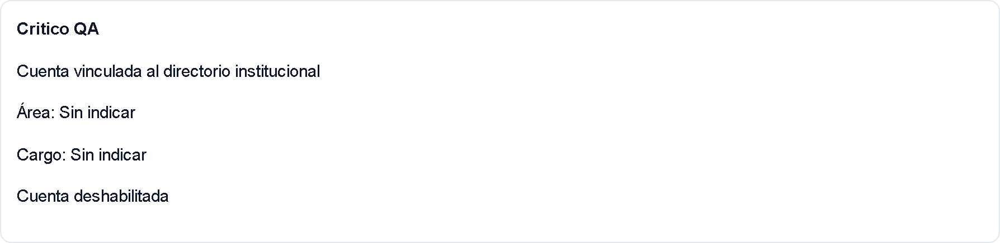 Critico QA
Cuenta vinculada al directorio institucional
Área: Sin indicar
Cargo: Sin indicar
Cuenta deshabilitada